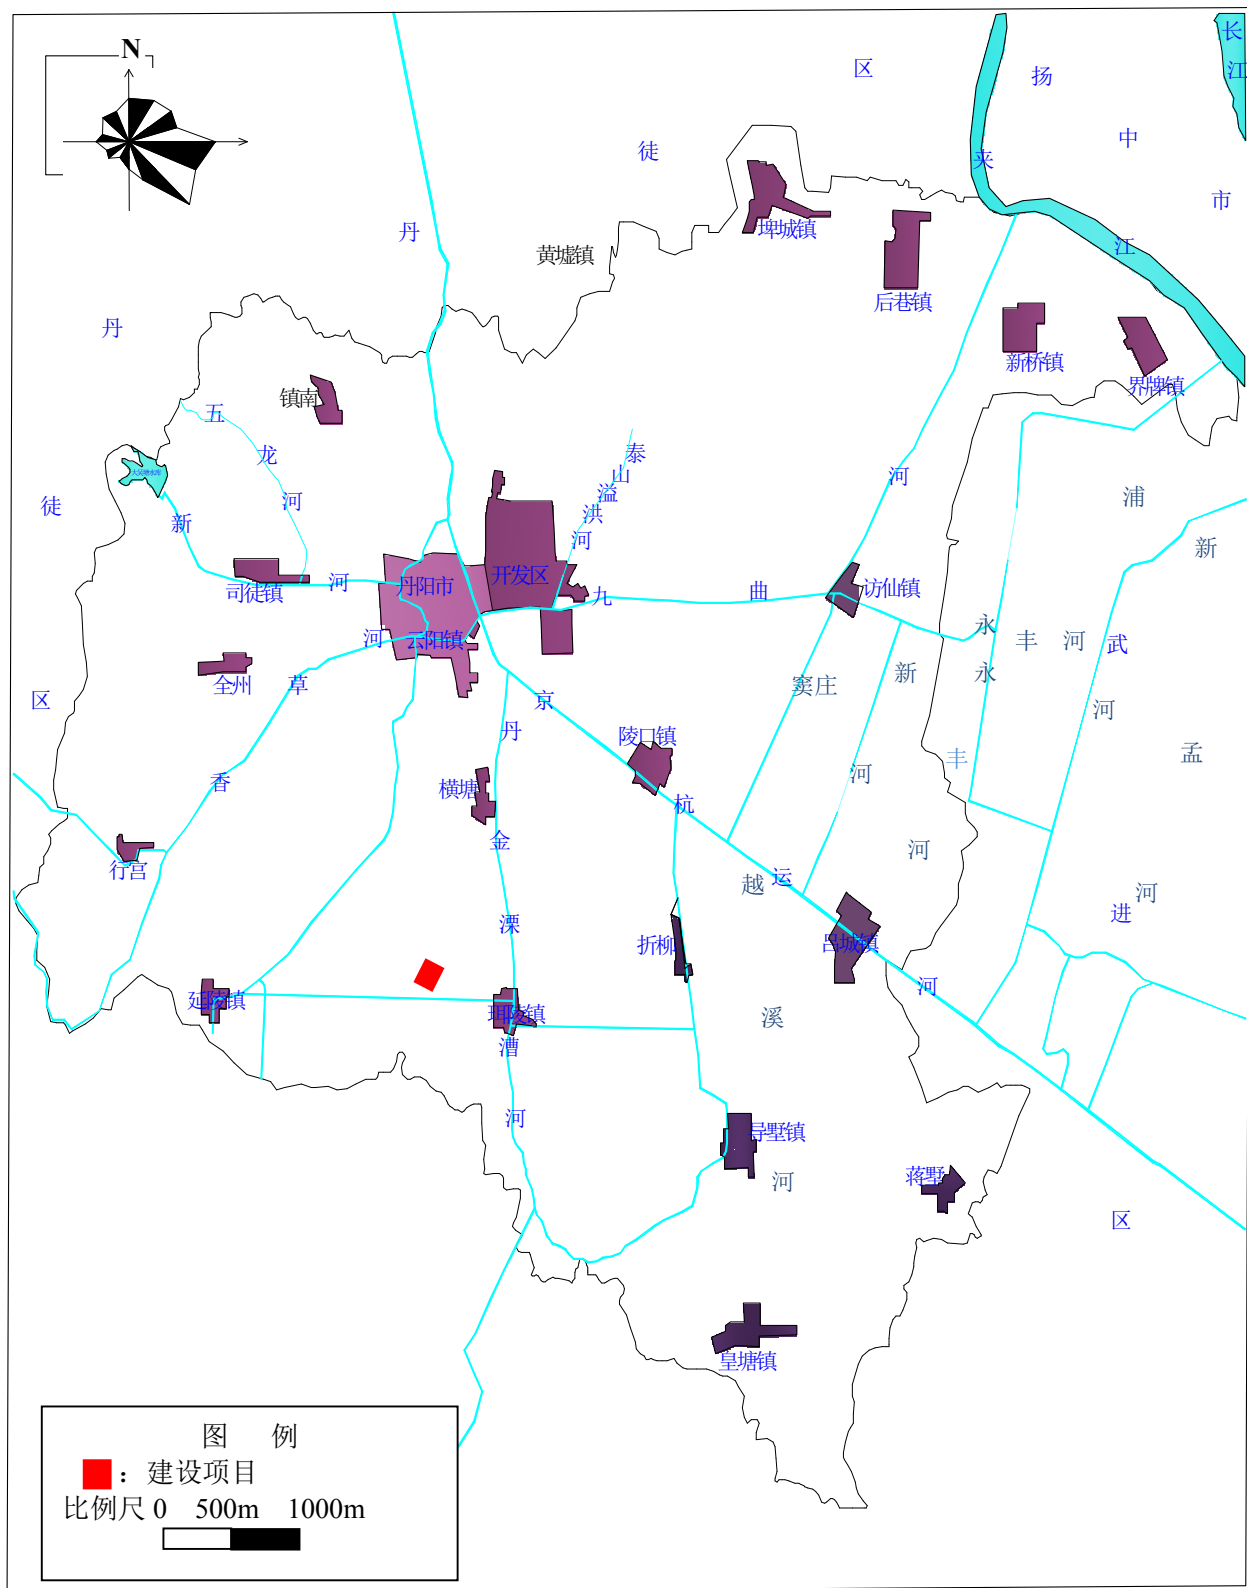 N
长
江
区
扬
中
市
徒
夹
江
丹
埤城镇
黄墟镇
后巷镇
丹
新桥镇
界牌镇
镇南
五
龙
河
泰
山
溢
洪
河
河
浦
徒
新
新
河
司徒镇
丹阳市
开发区
云阳镇
九
曲
访仙镇
河
永
丰
河
武
全州
草
窦庄
新
永
河
区
京
丹
陵口镇
丰
孟
香
横塘
杭
河
金
河
行宫
越
运
河
进
溧
折柳
吕城镇
河
延陵镇
珥陵镇
溪
漕
河
导墅镇
河
蒋墅
区
皇塘镇
图 例
：建设项目
比例尺 0 500m 1000m